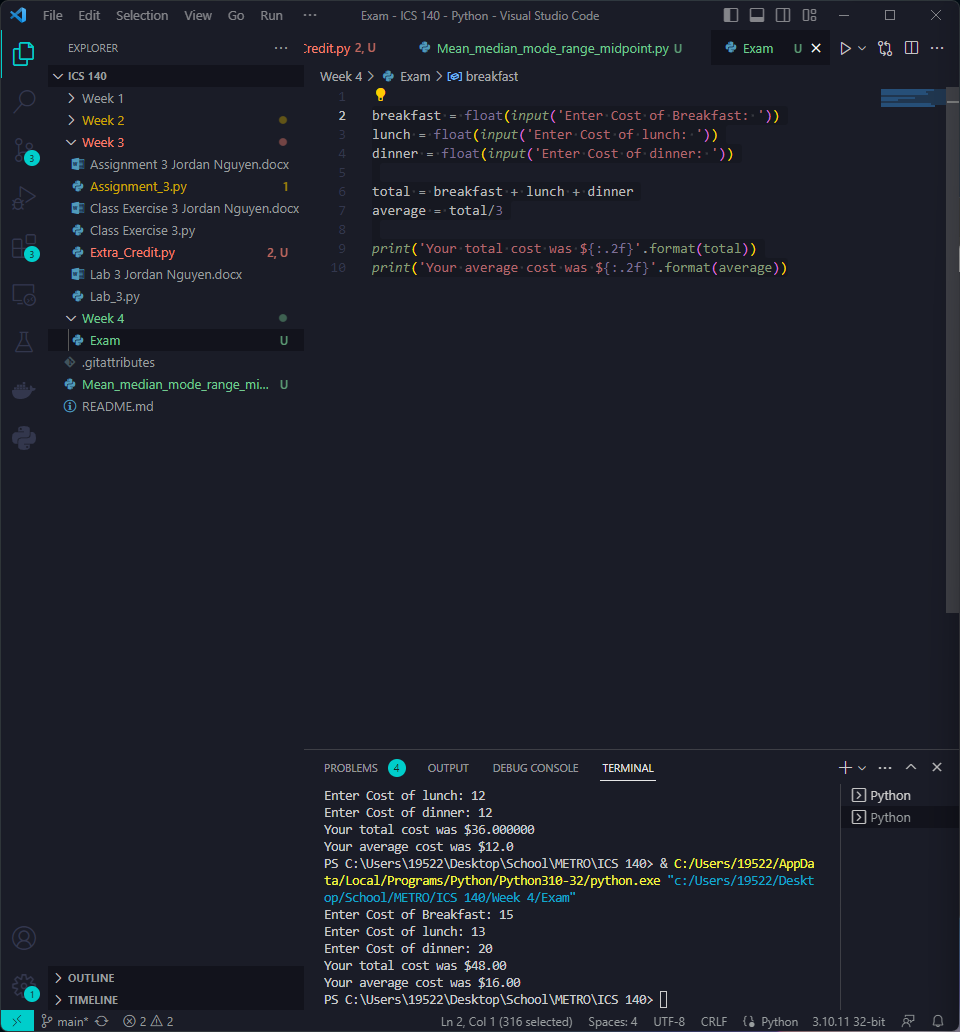 File Edit Selection View Go Run ··· Exam - ICS 140 - Python - Visual Studio Code
EXPLORER ···
ICS 140
Week 1
Week 2
Week 3
Assignment 3 Jordan Nguyen.docx
Assignment_3.py 1
Class Exercise 3 Jordan Nguyen.docx
Class Exercise 3.py
Extra_Credit.py 2, U
Lab 3 Jordan Nguyen.docx
Lab_3.py
Week 4
Exam U
.gitattributes
Mean_median_mode_range_mi... U
README.md
OUTLINE
TIMELINE
3
3
1
Credit.py 2, U Mean_median_mode_range_midpoint.py U Exam U
Week 4 > Exam > breakfast
1
2 breakfast = float(input('Enter Cost of Breakfast: '))
3 lunch = float(input('Enter Cost of lunch: '))
4 dinner = float(input('Enter Cost of dinner: '))
5
6 total = breakfast + lunch + dinner
7 average = total/3
8
9 print('Your total cost was ${:.2f}'.format(total))
10 print('Your average cost was ${:.2f}'.format(average))
PROBLEMS 4 OUTPUT DEBUG CONSOLE TERMINAL
Enter Cost of lunch: 12
Enter Cost of dinner: 12
Your total cost was $36.000000
Your average cost was $12.0
PS C:\Users\19522\Desktop\School\METRO\ICS 140> & C:/Users/19522/AppDa
ta/Local/Programs/Python/Python310-32/python.exe "c:/Users/19522/Deskt
op/School/METRO/ICS 140/Week 4/Exam"
Enter Cost of Breakfast: 15
Enter Cost of lunch: 13
Enter Cost of dinner: 20
Your total cost was $48.00
Your average cost was $16.00
PS C:\Users\19522\Desktop\School\METRO\ICS 140>
Python
Python
main* 2 2 Ln 2, Col 1 (316 selected) Spaces: 4 UTF-8 CRLF Python 3.10.11 32-bit